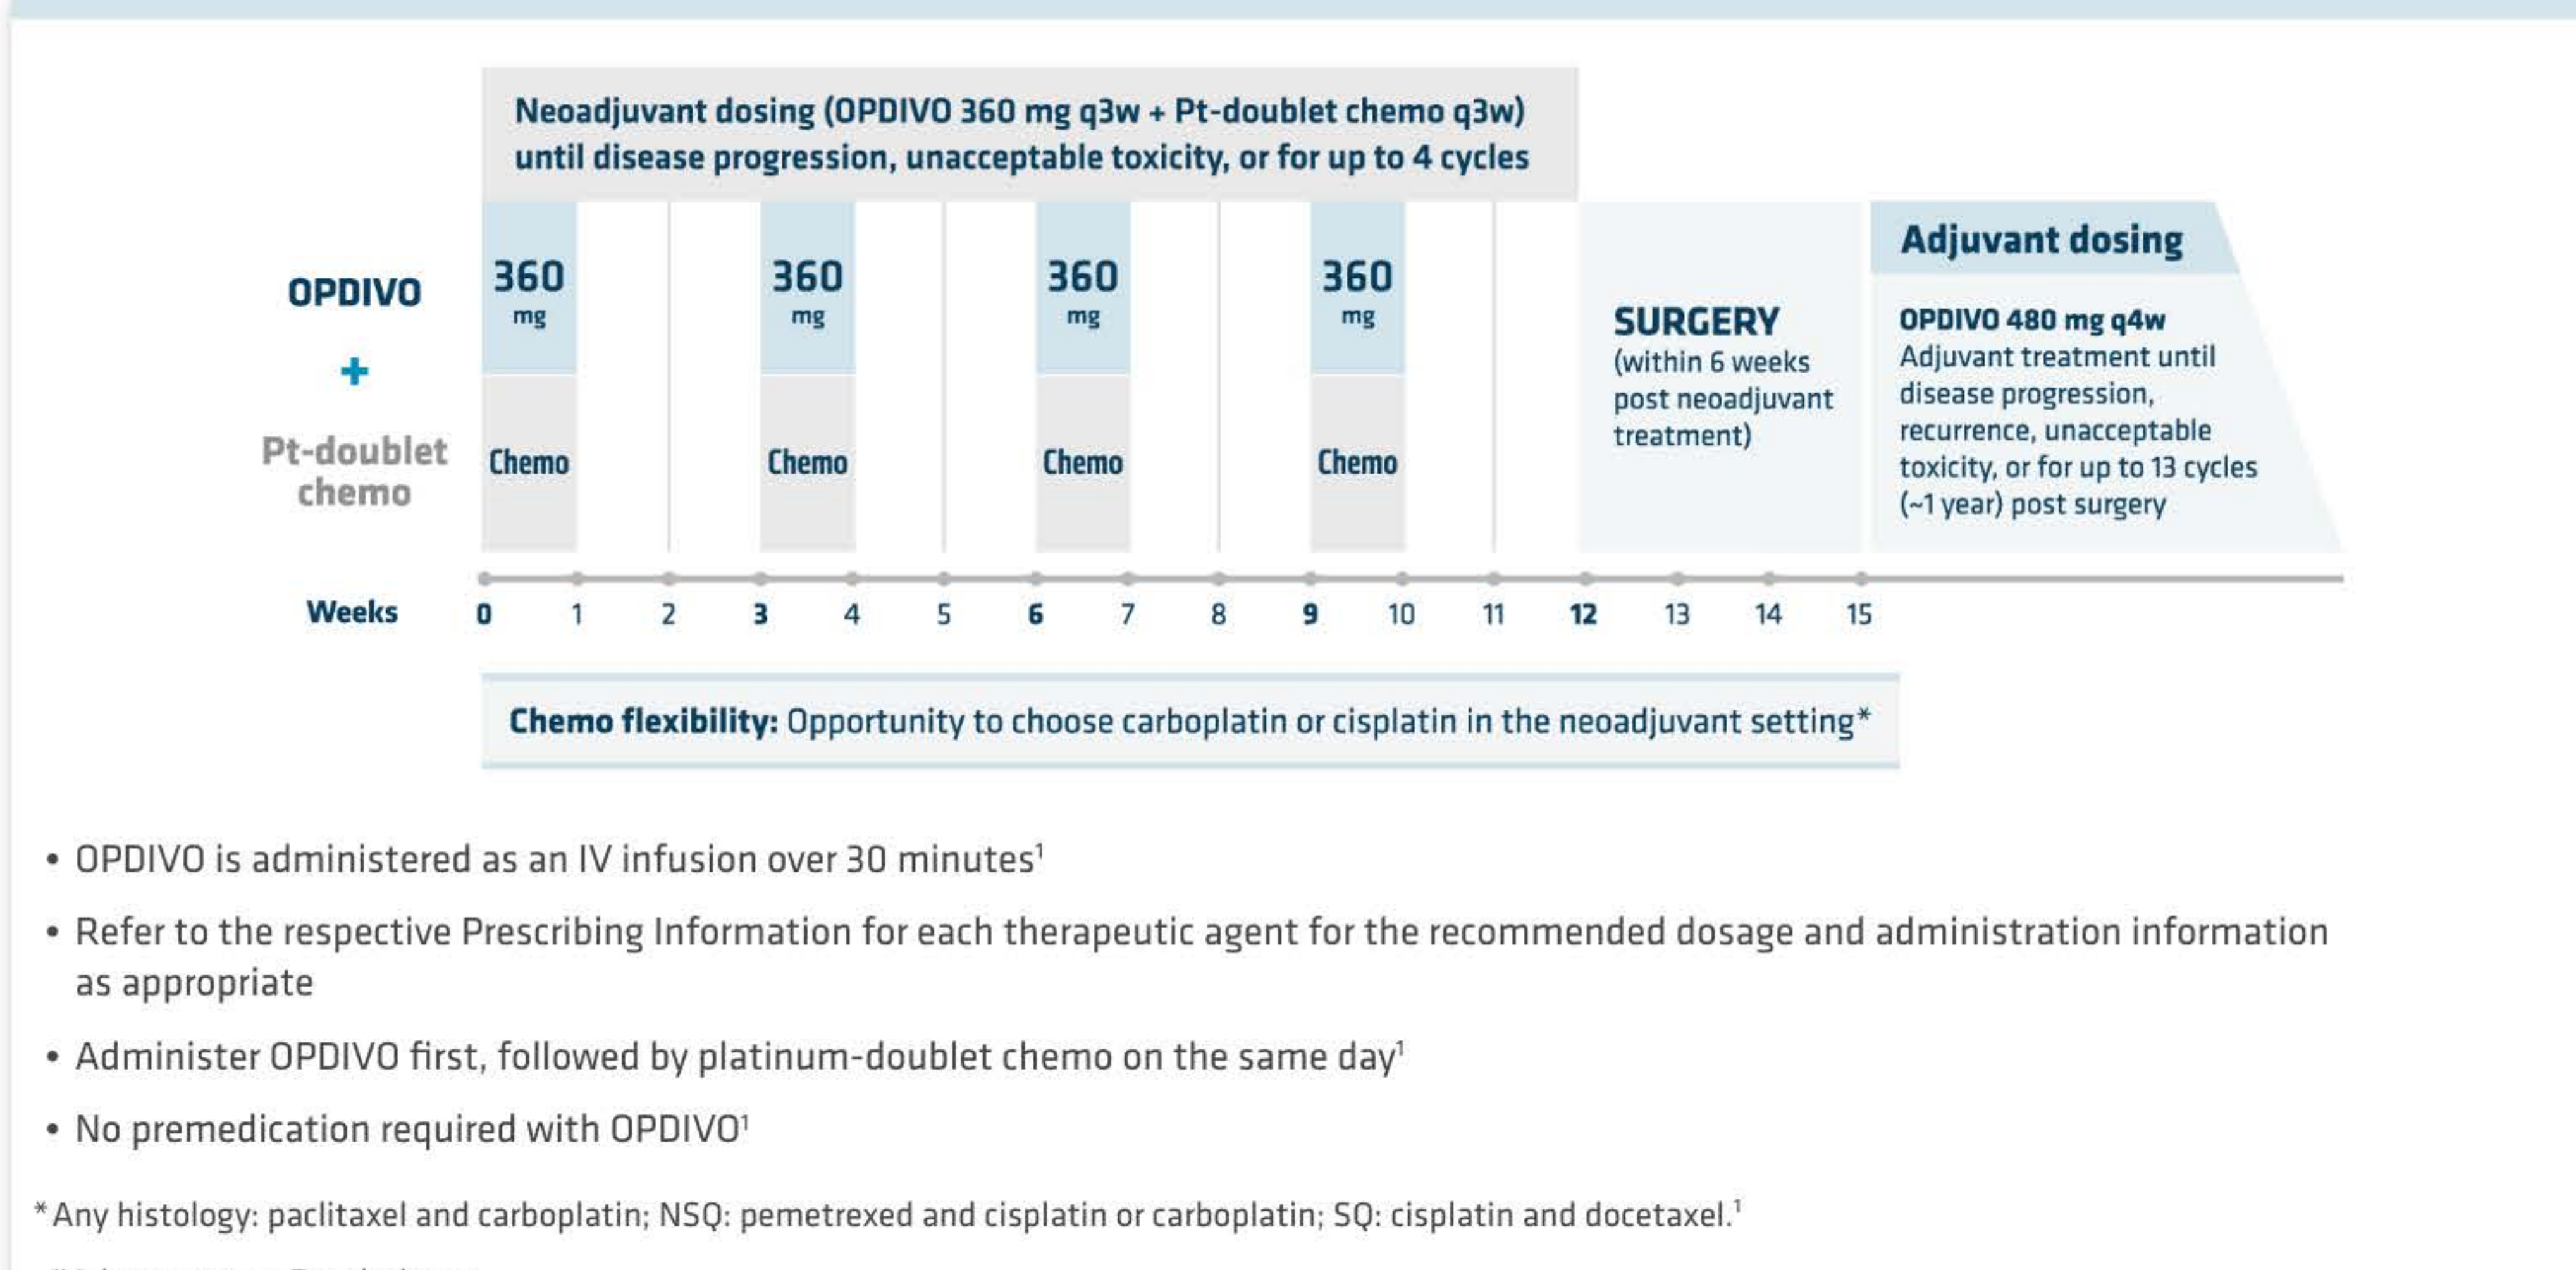 Neoadjuvant dosing (OPDIVO 360 mg q3w + Pt-doublet chemo q3w)
until disease progression, unacceptable toxicity, or for up to 4 cycles
OPDIVO
+
Pt-doublet
chemo
360
mg
Chemo
360
mg
Chemo
360
mg
Chemo
360
mg
Chemo
SURGERY
(within 6 weeks
post neoadjuvant
treatment)
Adjuvant dosing
OPDIVO 480 mg q4w
Adjuvant treatment until
disease progression,
recurrence, unacceptable
toxicity, or for up to 13 cycles
(~1 year) post surgery
Weeks 0 1 2 3 4 5 6 7 8 9 10 11 12 13 14 15
Chemo flexibility: Opportunity to choose carboplatin or cisplatin in the neoadjuvant setting*
• OPDIVO is administered as an IV infusion over 30 minutes¹
• Refer to the respective Prescribing Information for each therapeutic agent for the recommended dosage and administration information
as appropriate
• Administer OPDIVO first, followed by platinum-doublet chemo on the same day¹
• No premedication required with OPDIVO¹
*Any histology: paclitaxel and carboplatin; NSQ: pemetrexed and cisplatin or carboplatin; SQ: cisplatin and docetaxel.¹